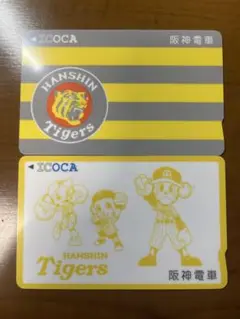 ◀ICOCA 阪神電車
HANSHIN
Tigers
◀ICOCA
HANSHIN
Tigers
阪神電車